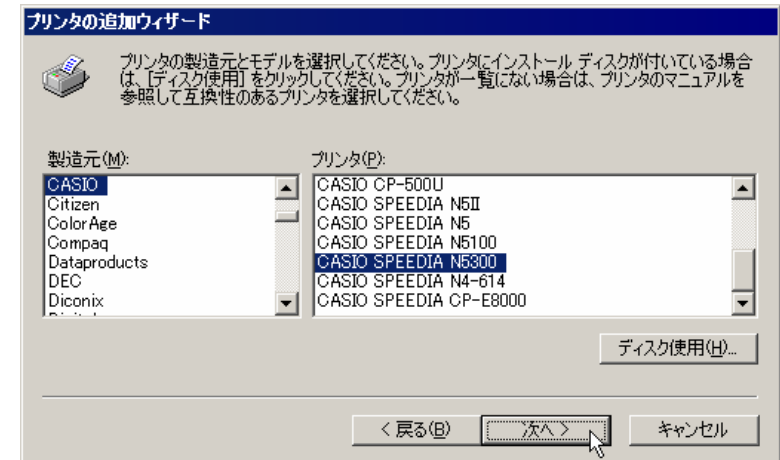 プリンタの追加ウィザード
プリンタの製造元とモデルを選択してください。プリンタにインストール ディスクが付いている場合
は、[ディスク使用] をクリックしてください。プリンタが一覧にない場合は、プリンタのマニュアルを
参照して互換性のあるプリンタを選択してください。
製造元(M):
プリンタ(P):
CASIO
Citizen
ColorAge
Compaq
Dataproducts
DEC
Diconix
CASIO CP-500U
CASIO SPEEDIA N5II
CASIO SPEEDIA N5
CASIO SPEEDIA N5100
CASIO SPEEDIA N5300
CASIO SPEEDIA N4-614
CASIO SPEEDIA CP-E8000
ディスク使用(H)...
< 戻る(B)
次へ >
キャンセル